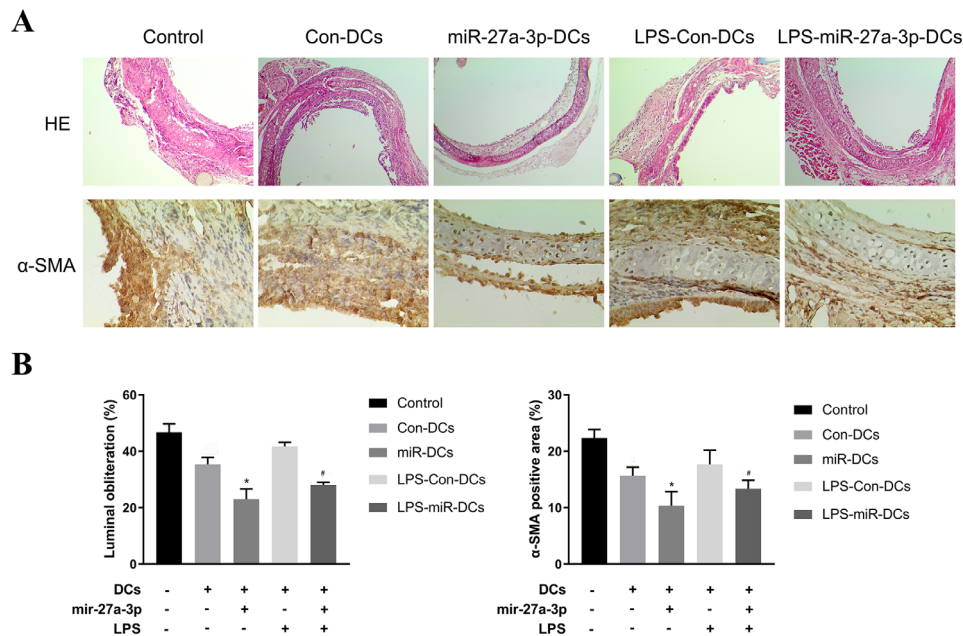 A
Control Con-DCs miR-27a-3p-DCs LPS-Con-DCs LPS-miR-27a-3p-DCs
HE
α-SMA
B
60
40
20
0
Luminal obliteration (%)
*
#
Control
Con-DCs
miR-DCs
LPS-Con-DCs
LPS-miR-DCs
DCs - + + + +
mir-27a-3p - - + - +
LPS - - - + +
30
20
10
0
α-SMA positive area (%)
*
#
Control
Con-DCs
miR-DCs
LPS-Con-DCs
LPS-miR-DCs
DCs - + + + +
mir-27a-3p - - + - +
LPS - - - + +